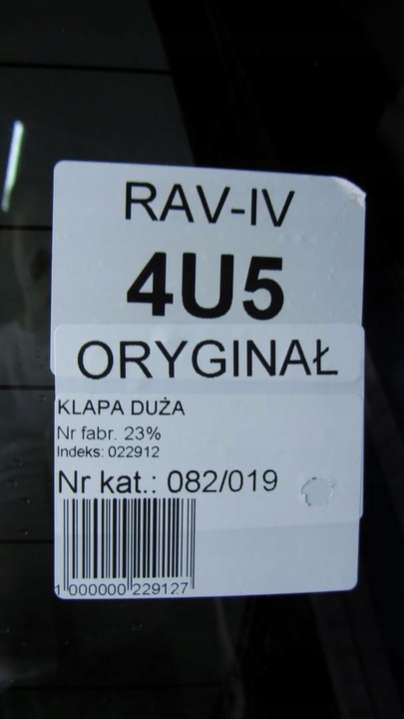 RAV-IV
4U5
ORYGINAŁ
KLAPA DUŻA
Nr fabr. 23%
Indeks: 022912
Nr kat.: 082/019
1 000000 229127